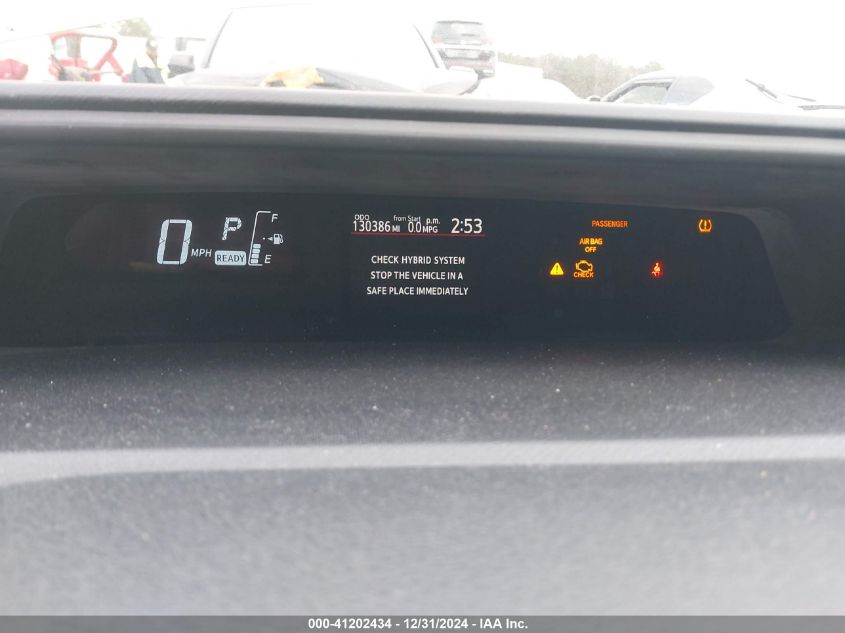 0 MPH
P
READY
F
E
ODO
130386 MI
from Start
0.0 MPG
p.m.
2:53
CHECK HYBRID SYSTEM
STOP THE VEHICLE IN A
SAFE PLACE IMMEDIATELY
PASSENGER
AIR BAG
OFF
CHECK
000-41202434 - 12/31/2024 - IAA Inc.